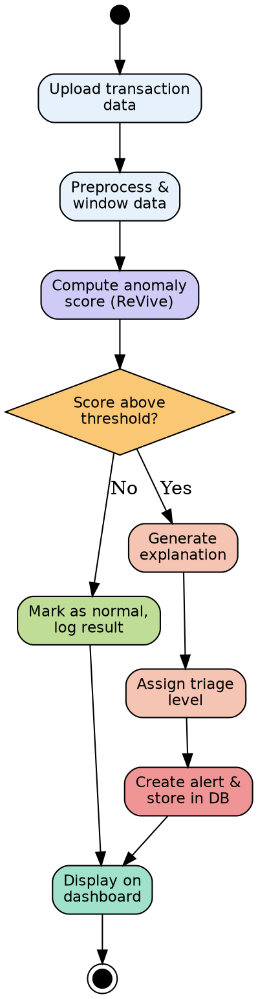 Upload transaction
data
Preprocess &
window data
Compute anomaly
score (ReVive)
Score above
threshold?
No
Yes
Generate
explanation
Mark as normal,
log result
Assign triage
level
Create alert &
store in DB
Display on
dashboard